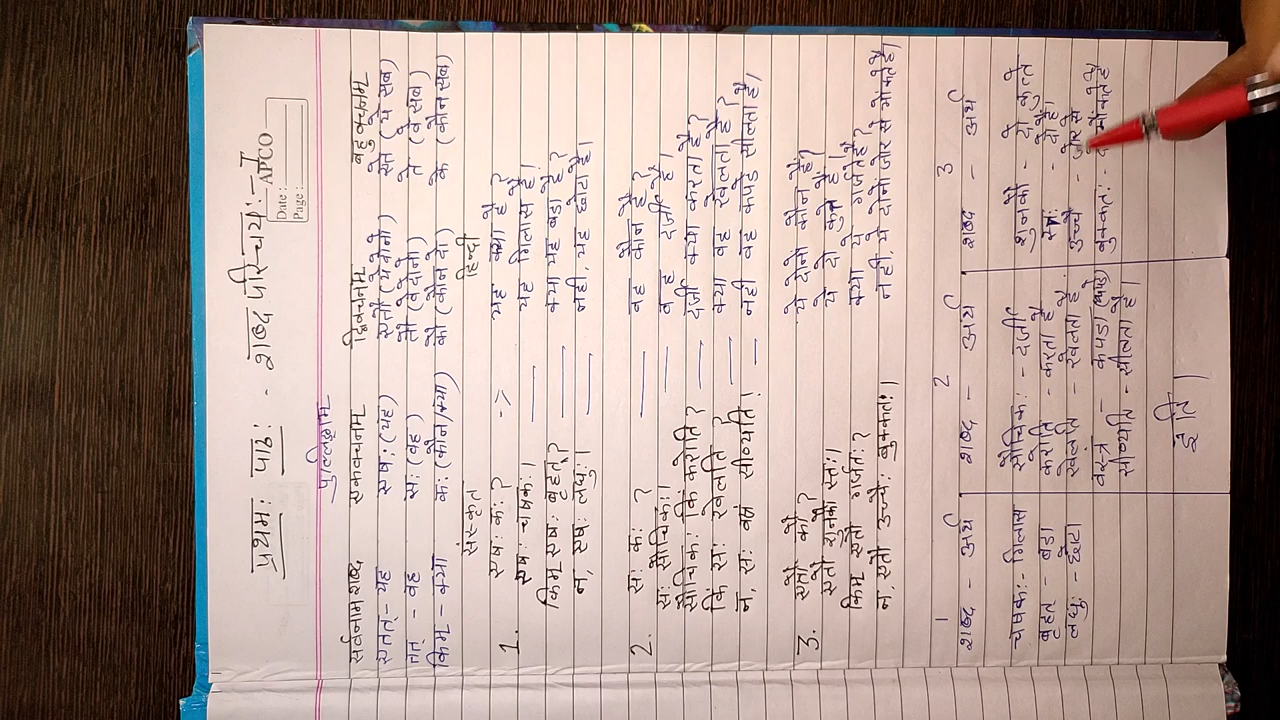 प्रथमः पाठः - शब्द परिचयः - I
Date:
ATCO
Page:
पुल्लिङ्गम्
सर्वनाम शब्द एकवचनम् द्विवचनम् बहुवचनम्
एतत् - यह एषः (यह) एतौ (ये दोनो) एते (ये सब)
तत् - वह सः (वह) तौ (वे दोनो) ते (वे सब)
किम् - क्या कः (कौन/क्या) कौ (कौन दो) के (कौन सब)
संस्कृत हिन्दी
1. एषः कः? -> यह क्या है?
एषः चषकः। यह गिलास है।
किम् एषः बृहत्? क्या यह बडा है?
न, एषः लघुः। नही, यह छोटा है।
2. सः कः? वह कौन है?
सः सौचिकः। वह दर्जी है।
सौचिकः किं करोति? दर्जी क्या करता है?
किं सः खेलति? क्या वह खेलता है?
न, सः वस्त्रं सीव्यति। नही वह कपडे सीलता है।
3. एतौ कौ? ये दोनो कौन है?
एतौ शुनकौ स्तः। ये दो कुत्ते है।
किम् एतौ गर्जतः? क्या ये गर्जते है?
न, एतौ उच्चैः बुक्कतः। नही, ये दोनो जोर से भोंकते है।
1 2 3
शब्द - अर्थ शब्द - अर्थ शब्द - अर्थ
चषकः - गिलास सौचिकः - दर्जी शुनकौ - दो कुत्ते
बृहत - बडा करोति - करता है स्तः - दो है।
लघुः - छोटा खेलति - खेलता है उच्चैः - जोर से
वस्त्र - कपडा बुक्कतः - भोंकते है
सीव्यति - सीलता है।
इति।